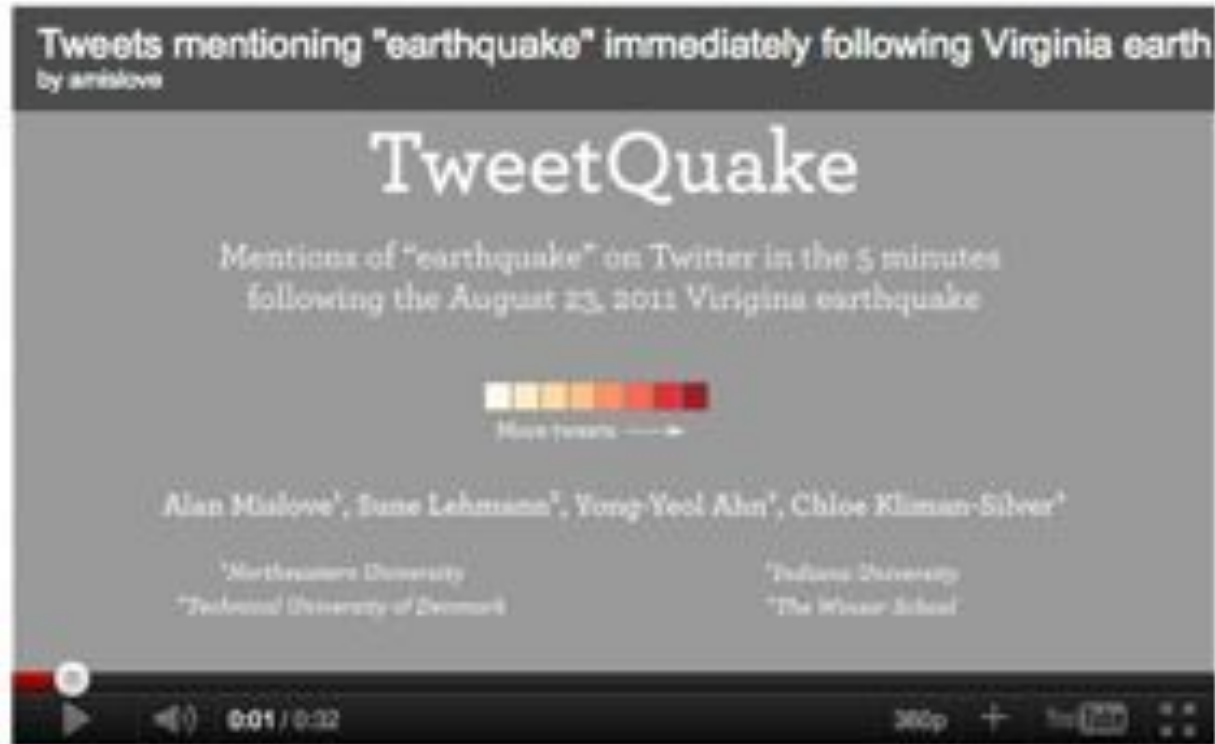 Tweets mentioning "earthquake" immediately following Virginia earth
by amislove
TweetQuake
Mentions of "earthquake" on Twitter in the 5 minutes
following the August 23, 2011 Virigina earthquake
More tweets
Alan Mislove, Sune Lehmann, Yong-Yeol Ahn, Chloe Kliman-Silver
Northeastern University
Indiana University
Technical University of Denmark
The Winsor School
0:01 / 0:32
360p